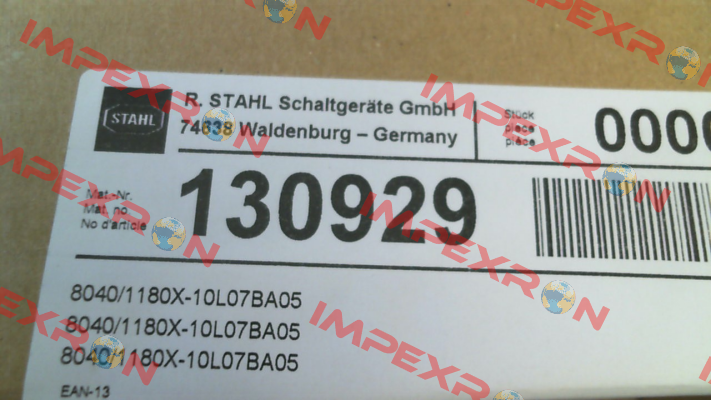 STAHL
R. STAHL Schaltgeräte GmbH
74638 Waldenburg – Germany
Stück
piece
pièce
Mat.-Nr.
Mat. no
No d'article
130929
8040/1180X-10L07BA05
8040/1180X-10L07BA05
8040/1180X-10L07BA05
EAN-13
IMPEXRON
IMPEXRON
IMPEXRON
IMPEXRON
IMPEXRON